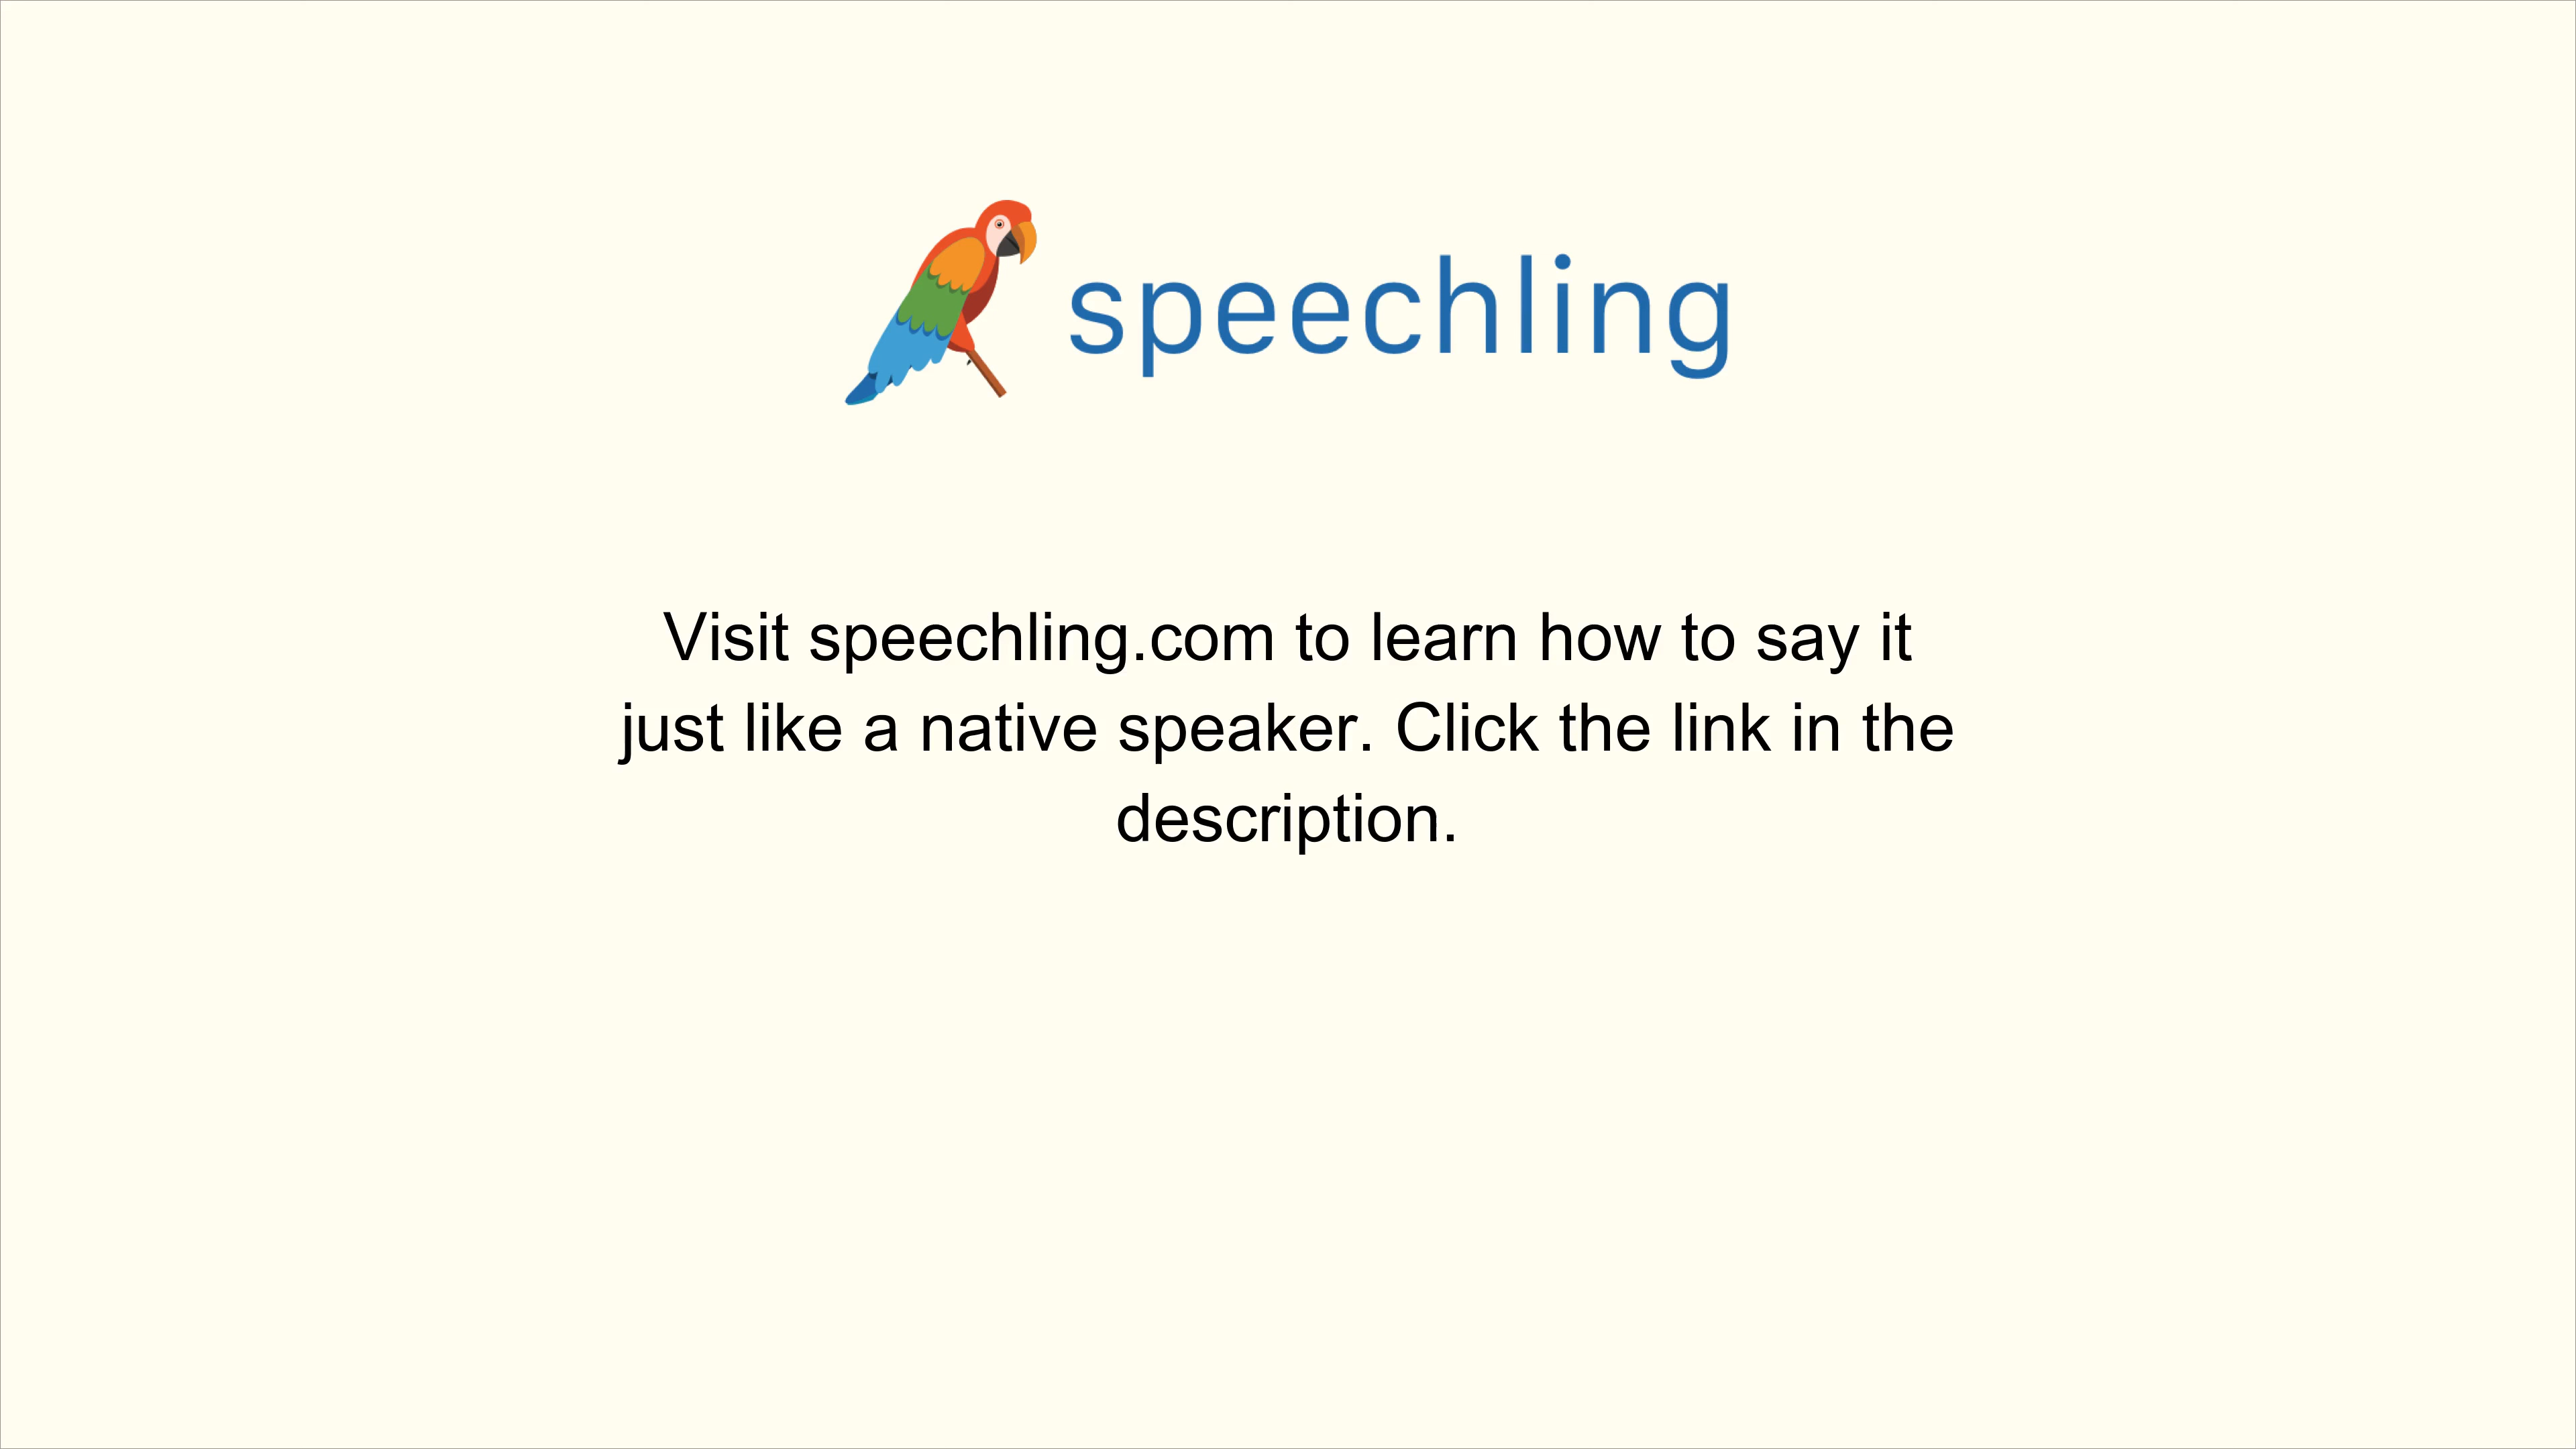 speechling
Visit speechling.com to learn how to say it
just like a native speaker. Click the link in the
description.